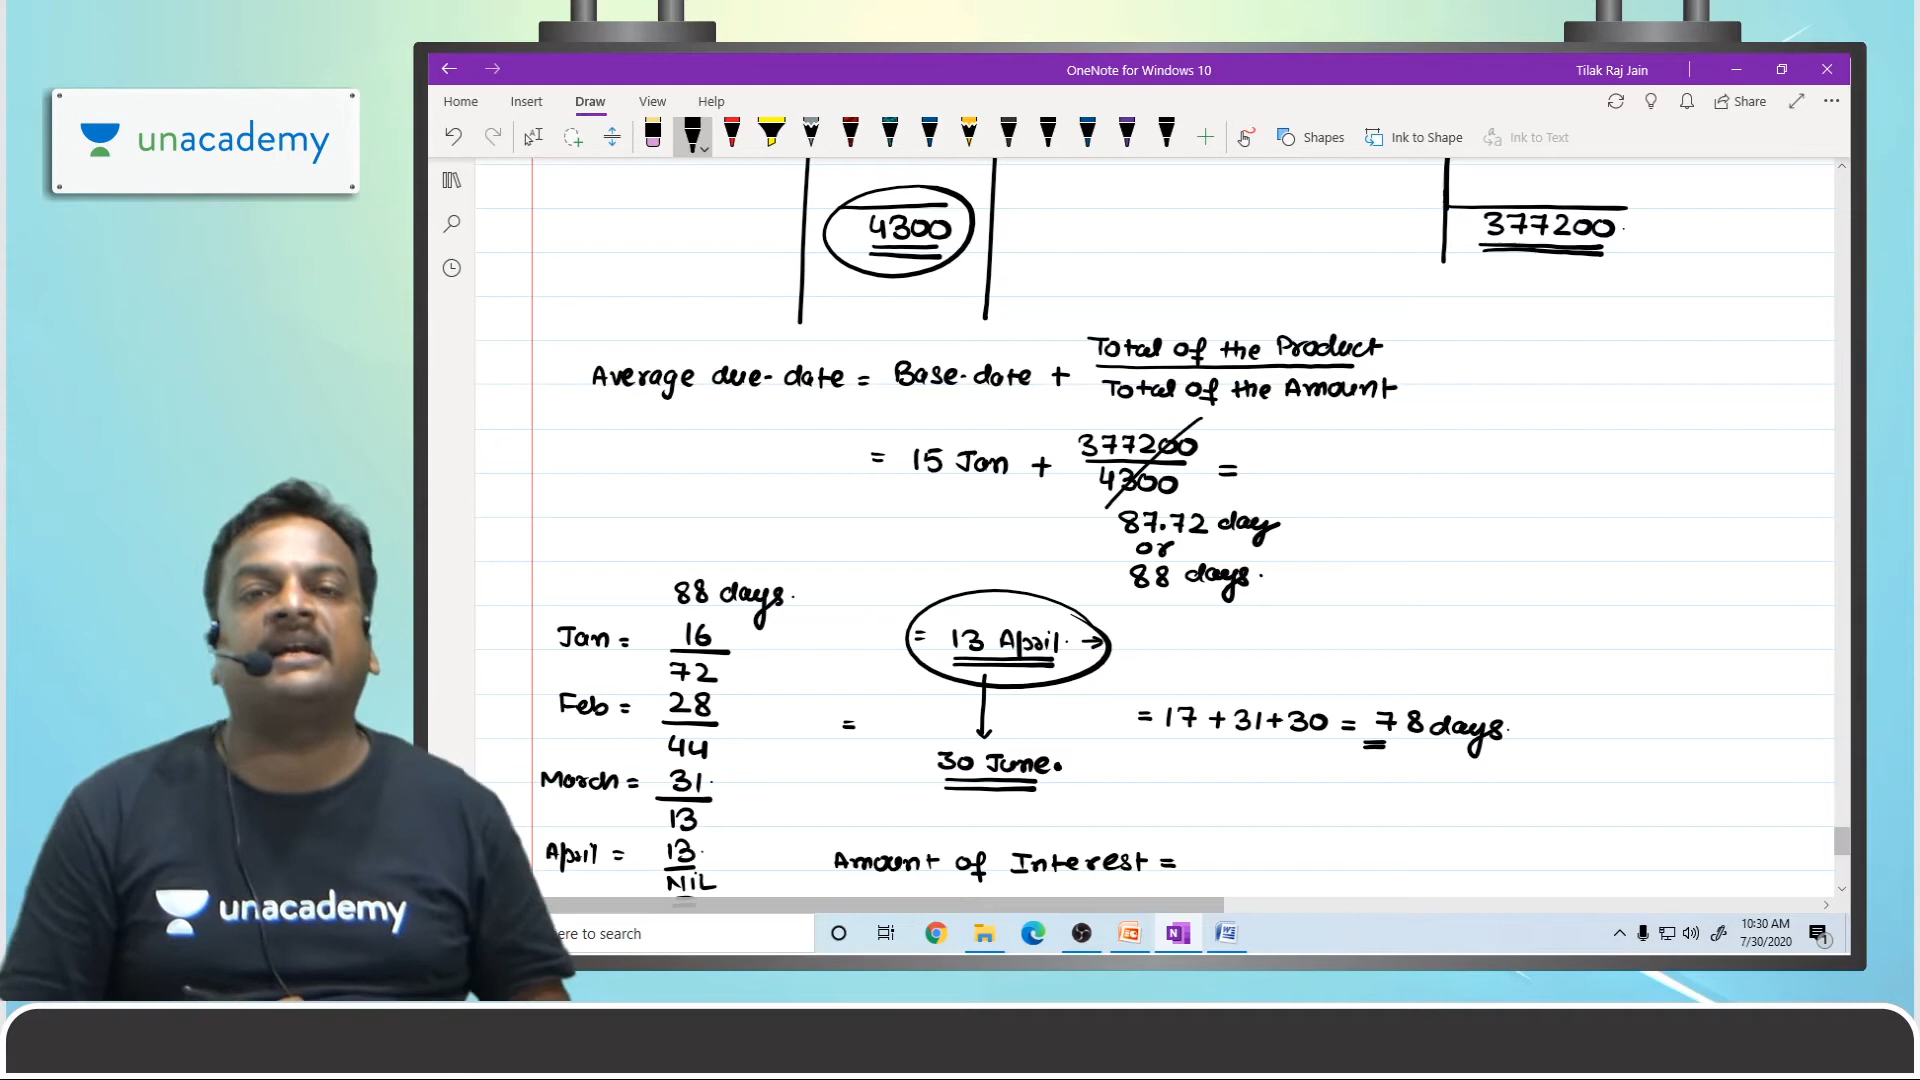 unacademy
OneNote for Windows 10
Tilak Raj Jain
Home Insert Draw View Help
Share
Shapes Ink to Shape Ink to Text
4300
377200
Average due-date = Base-date + Total of the Product
Total of the Amount
= 15 Jan + 377200
4300 =
87.72 day
or
88 days.
88 days.
Jan = 16
72
Feb = 28
44
March = 31
13
April = 13
NIL
= 13 April. →
=
30 June.
= 17 + 31 + 30 = 78 days.
Amount of Interest =
unacademy
ere to search
10:30 AM
7/30/2020
1